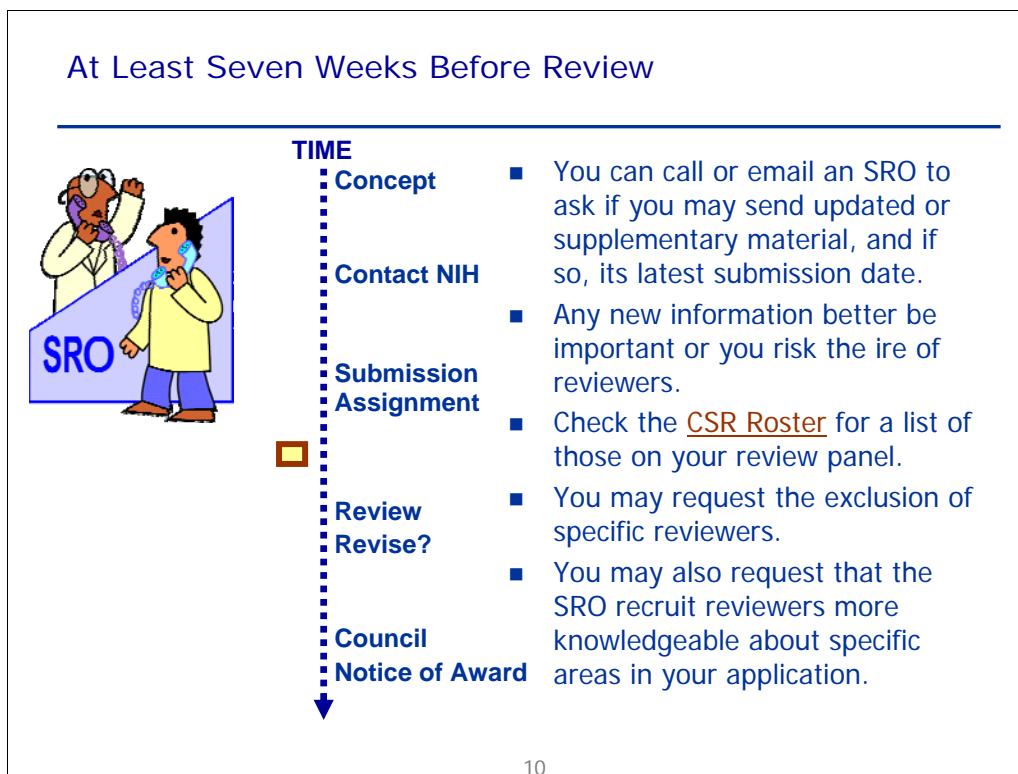 At Least Seven Weeks Before Review
SRO
TIME
Concept
Contact NIH
Submission
Assignment
Review
Revise?
Council
Notice of Award
■ You can call or email an SRO to
ask if you may send updated or
supplementary material, and if
so, its latest submission date.
■ Any new information better be
important or you risk the ire of
reviewers.
■ Check the CSR Roster for a list of
those on your review panel.
■ You may request the exclusion of
specific reviewers.
■ You may also request that the
SRO recruit reviewers more
knowledgeable about specific
areas in your application.
10